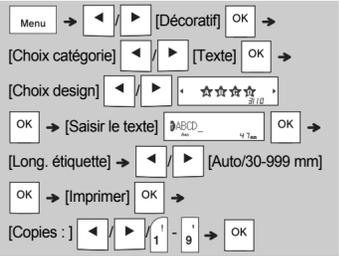 Menu → ◄/► [Décoratif] OK →
[Choix catégorie] ◄/► [Texte] OK →
[Choix design] ◄/►
3/10
OK → [Saisir le texte] ABCD_ OK →
47mm
[Long. étiquette] → ◄/► [Auto/30-999 mm]
OK → [Imprimer] OK →
[Copies : ] ◄/►/1 - 9 → OK